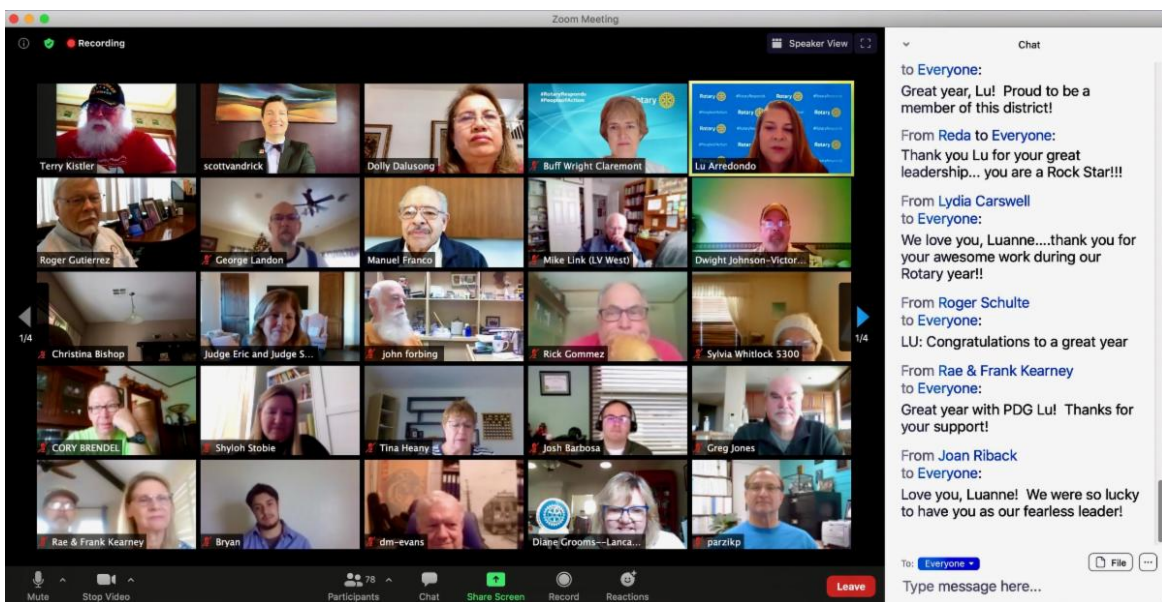 Zoom Meeting
Recording
Speaker View
#RotaryResponds
#PeopleofAction
Rotary
Rotary
Rotary
Rotary
Rotary
Terry Kistler
scottvandrick
Dolly Dalusong
Buff Wright Claremont
Lu Arredondo
Roger Gutierrez
George Landon
Manuel Franco
Mike Link (LV West)
Dwight Johnson-Victor...
1/4
1/4
Christina Bishop
Judge Eric and Judge S...
john forbing
Rick Gommez
Sylvia Whitlock 5300
CORY BRENDEL
Shyloh Stobie
Tina Heany
Josh Barbosa
Greg Jones
Rae & Frank Kearney
Bryan
dm-evans
Diane Grooms--Lanca...
parzikp
Mute
Stop Video
78
Participants
Chat
Share Screen
Record
Reactions
Leave
Chat
to Everyone:
Great year, Lu! Proud to be a
member of this district!
From Reda to Everyone:
Thank you Lu for your great
leadership... you are a Rock Star!!!
From Lydia Carswell
to Everyone:
We love you, Luanne....thank you for
your awesome work during our
Rotary year!!
From Roger Schulte
to Everyone:
LU: Congratulations to a great year
From Rae & Frank Kearney
to Everyone:
Great year with PDG Lu! Thanks for
your support!
From Joan Riback
to Everyone:
Love you, Luanne! We were so lucky
to have you as our fearless leader!
To: Everyone
File
Type message here...